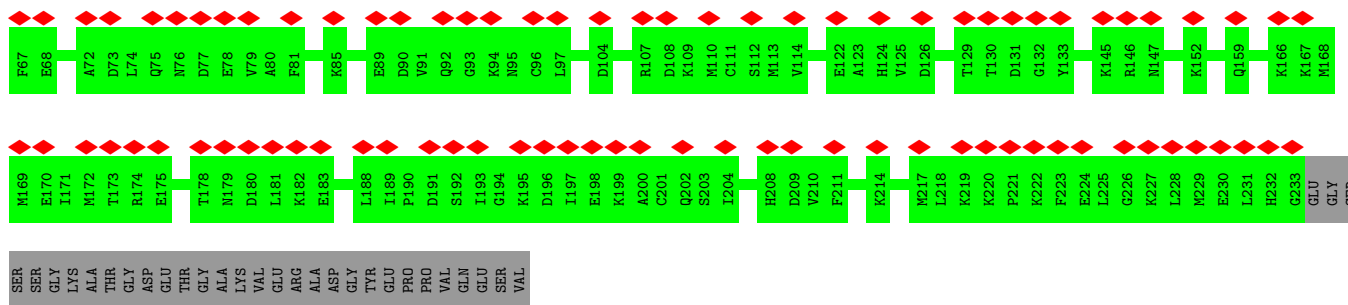 F67 E68 A72 D73 L74 Q75 N76 D77 E78 V79 A80 F81 K85 E89 D90 V91 Q92 G93 K94 N95 C96 L97 D104 R107 D108 K109 M110 C111 S112 M113 V114 E122 A123 H124 V125 D126 T129 T130 D131 G132 Y133 K145 R146 N147 K152 Q159 K166 K167 M168
M169 E170 I171 M172 T173 R174 E175 T178 N179 D180 L181 K182 E183 L188 I189 P190 D191 S192 I193 G194 K195 D196 I197 E198 K199 A200 C201 Q202 S203 I204 H208 D209 V210 F211 K214 M217 L218 K219 K220 P221 K222 F223 E224 L225 G226 K227 L228 M229 E230 L231 H232 G233 GLU GLY
SER SER GLY LYS ALA THR GLY ASP GLU THR GLY ALA LYS VAL GLU ARG ALA ASP GLY TYR GLU PRO PRO VAL GLN GLU SER VAL